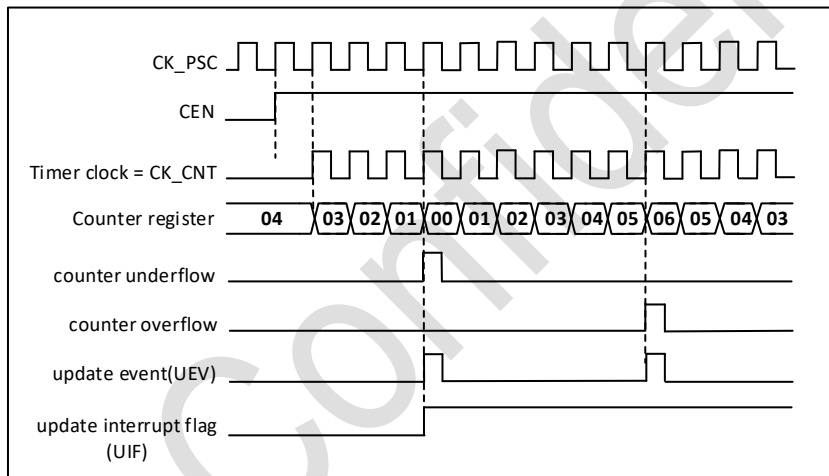 CK_PSC
CEN
Timer clock = CK_CNT
Counter register
04 03 02 01 00 01 02 03 04 05 06 05 04 03
counter underflow
counter overflow
update event(UEV)
update interrupt flag
(UIF)